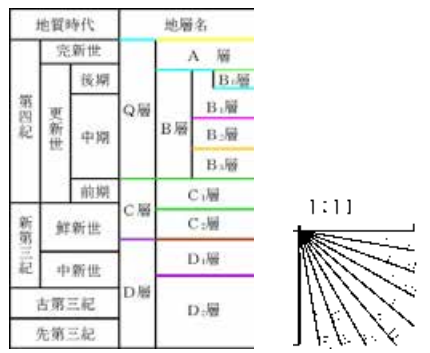 地質時代 地層名
第四紀 完新世
更新世 後期
中期
前期
新第三紀 鮮新世
中新世
古第三紀
先第三紀
Q層
C層
D層
A 層
B層
B₀層
B₁層
B₂層
B₃層
C₁層
C₂層
D₁層
D₂層
1:1